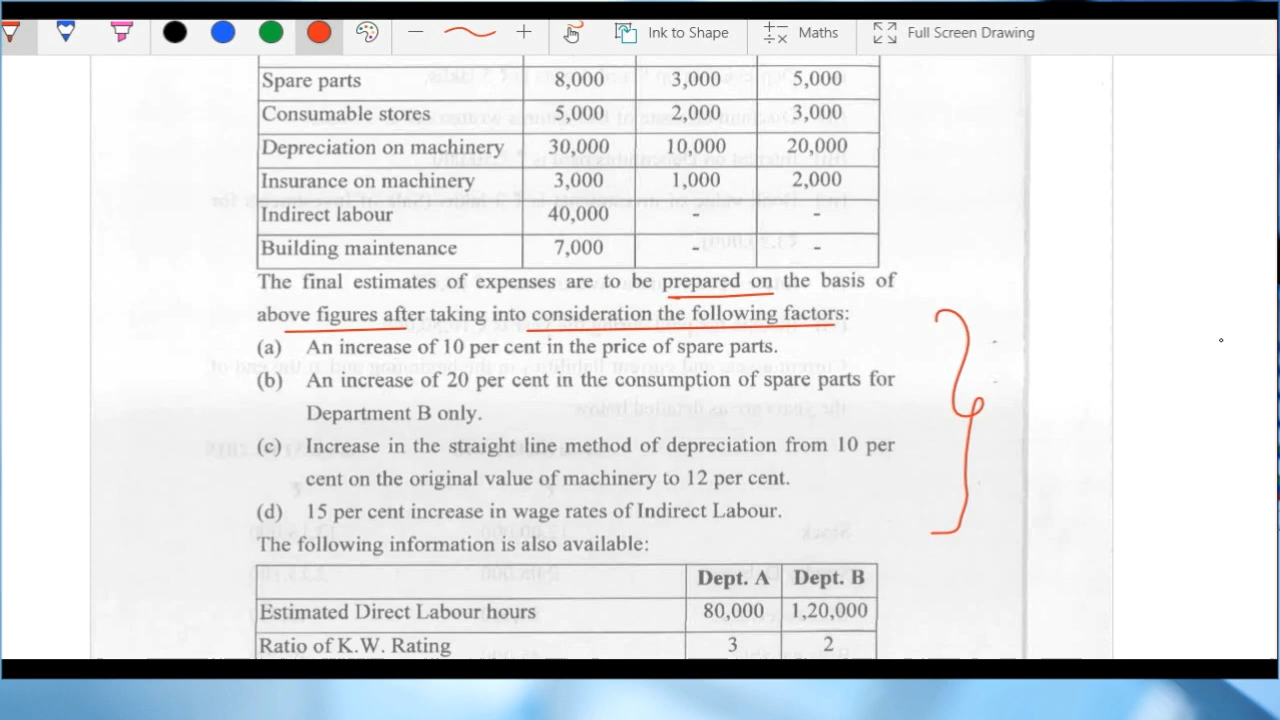 Ink to Shape Maths Full Screen Drawing
Spare parts 8,000 3,000 5,000
Consumable stores 5,000 2,000 3,000
Depreciation on machinery 30,000 10,000 20,000
Insurance on machinery 3,000 1,000 2,000
Indirect labour 40,000 - -
Building maintenance 7,000 - -
The final estimates of expenses are to be prepared on the basis of
above figures after taking into consideration the following factors:
(a) An increase of 10 per cent in the price of spare parts.
(b) An increase of 20 per cent in the consumption of spare parts for
Department B only.
(c) Increase in the straight line method of depreciation from 10 per
cent on the original value of machinery to 12 per cent.
(d) 15 per cent increase in wage rates of Indirect Labour.
The following information is also available:
Dept. A Dept. B
Estimated Direct Labour hours 80,000 1,20,000
Ratio of K.W. Rating 3 2